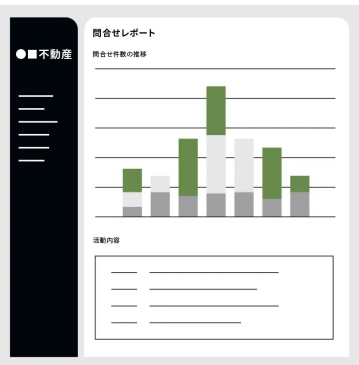 問合せレポート
●■不動産
問合せ件数の推移
活動内容